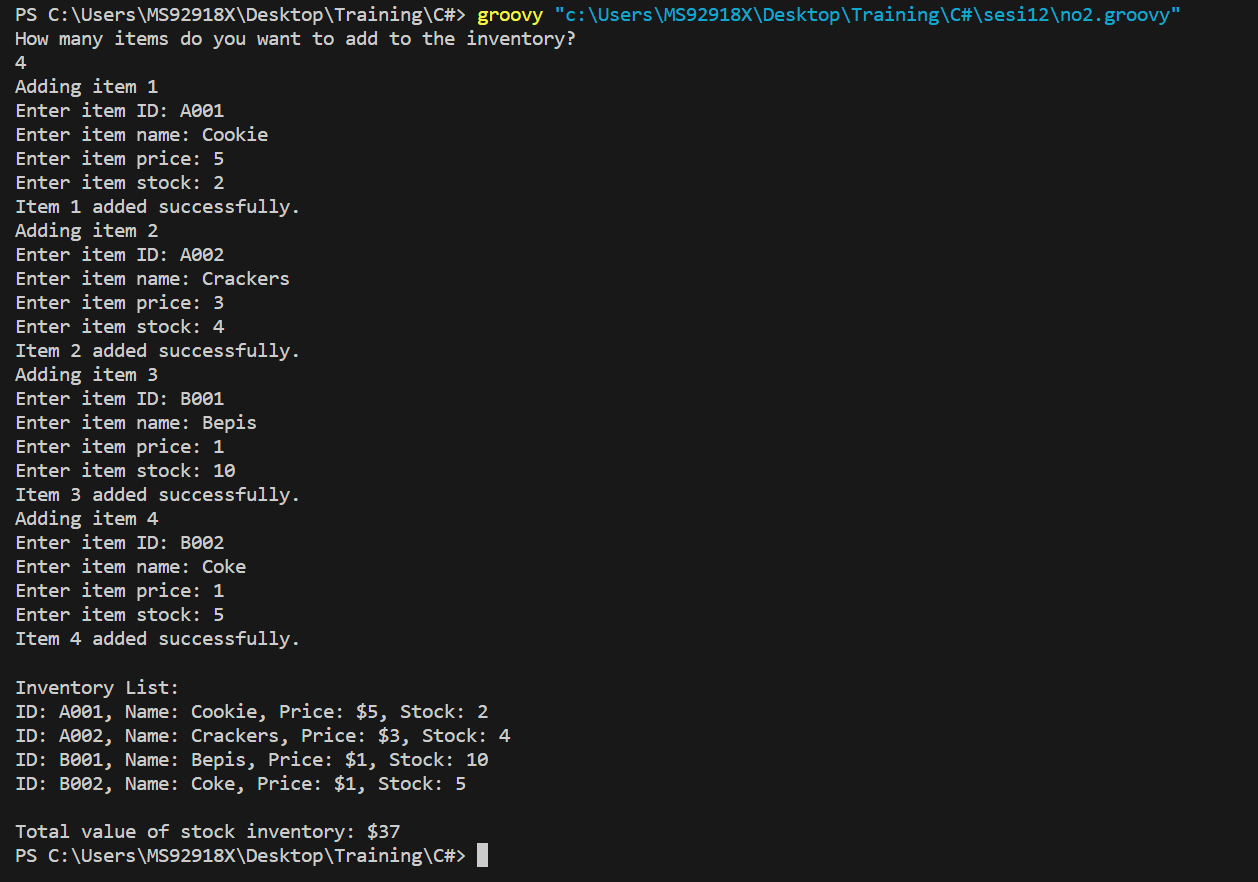 PS C:\Users\MS92918X\Desktop\Training\C#> groovy "c:\Users\MS92918X\Desktop\Training\C#\sesi12\no2.groovy"
How many items do you want to add to the inventory?
4
Adding item 1
Enter item ID: A001
Enter item name: Cookie
Enter item price: 5
Enter item stock: 2
Item 1 added successfully.
Adding item 2
Enter item ID: A002
Enter item name: Crackers
Enter item price: 3
Enter item stock: 4
Item 2 added successfully.
Adding item 3
Enter item ID: B001
Enter item name: Bepis
Enter item price: 1
Enter item stock: 10
Item 3 added successfully.
Adding item 4
Enter item ID: B002
Enter item name: Coke
Enter item price: 1
Enter item stock: 5
Item 4 added successfully.

Inventory List:
ID: A001, Name: Cookie, Price: $5, Stock: 2
ID: A002, Name: Crackers, Price: $3, Stock: 4
ID: B001, Name: Bepis, Price: $1, Stock: 10
ID: B002, Name: Coke, Price: $1, Stock: 5

Total value of stock inventory: $37
PS C:\Users\MS92918X\Desktop\Training\C#>